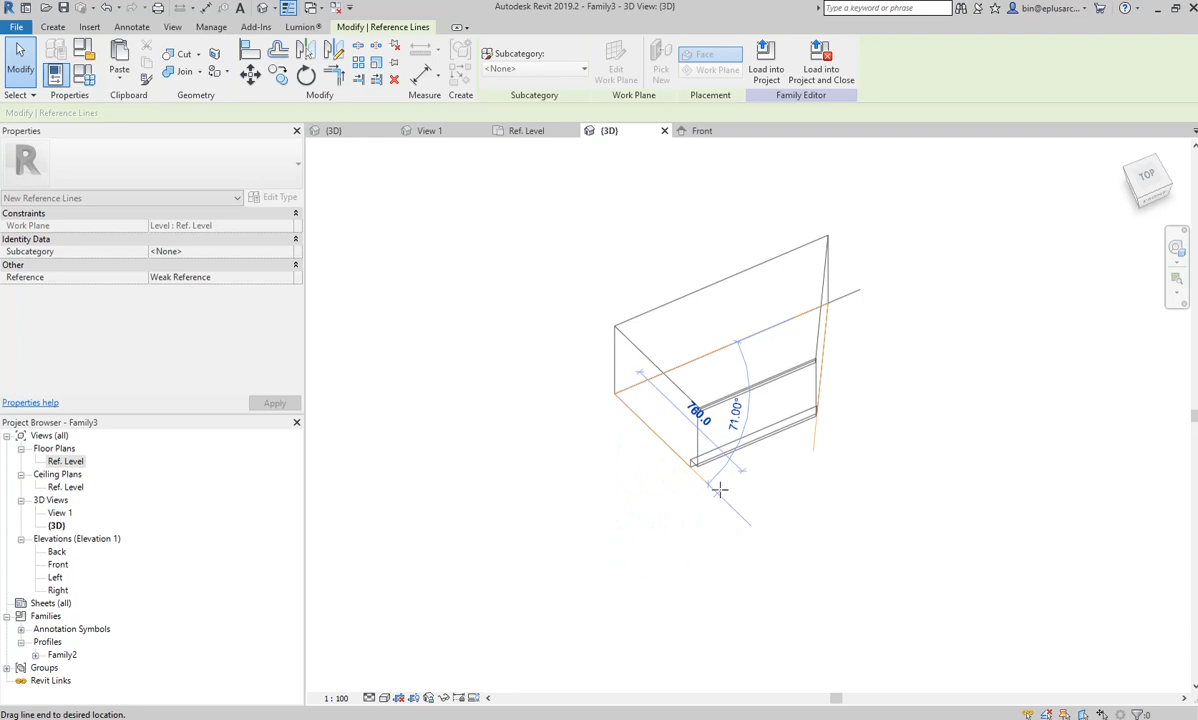 Autodesk Revit 2019.2 - Family3 - 3D View: {3D}
Type a keyword or phrase
bin@eplusarc...
File Create Insert Annotate View Manage Add-Ins Lumion® Modify | Reference Lines
Modify
Paste
Cut
Join
Subcategory:
<None>
Edit
Work Plane
Pick
New
Face
Work Plane
Load into
Project
Load into
Project and Close
Select Properties Clipboard Geometry Modify Measure Create Subcategory Work Plane Placement Family Editor
Modify | Reference Lines
Properties
{3D} View 1 Ref. Level {3D} Front
New Reference Lines Edit Type
Constraints
Work Plane Level : Ref. Level
Identity Data
Subcategory <None>
Other
Reference Weak Reference
Properties help Apply
TOP
FRONT
760.0
71.00°
Project Browser - Family3
Views (all)
Floor Plans
Ref. Level
Ceiling Plans
Ref. Level
3D Views
View 1
{3D}
Elevations (Elevation 1)
Back
Front
Left
Right
Sheets (all)
Families
Annotation Symbols
Profiles
Family2
Groups
Revit Links
1 : 100
Drag line end to desired location.
:0